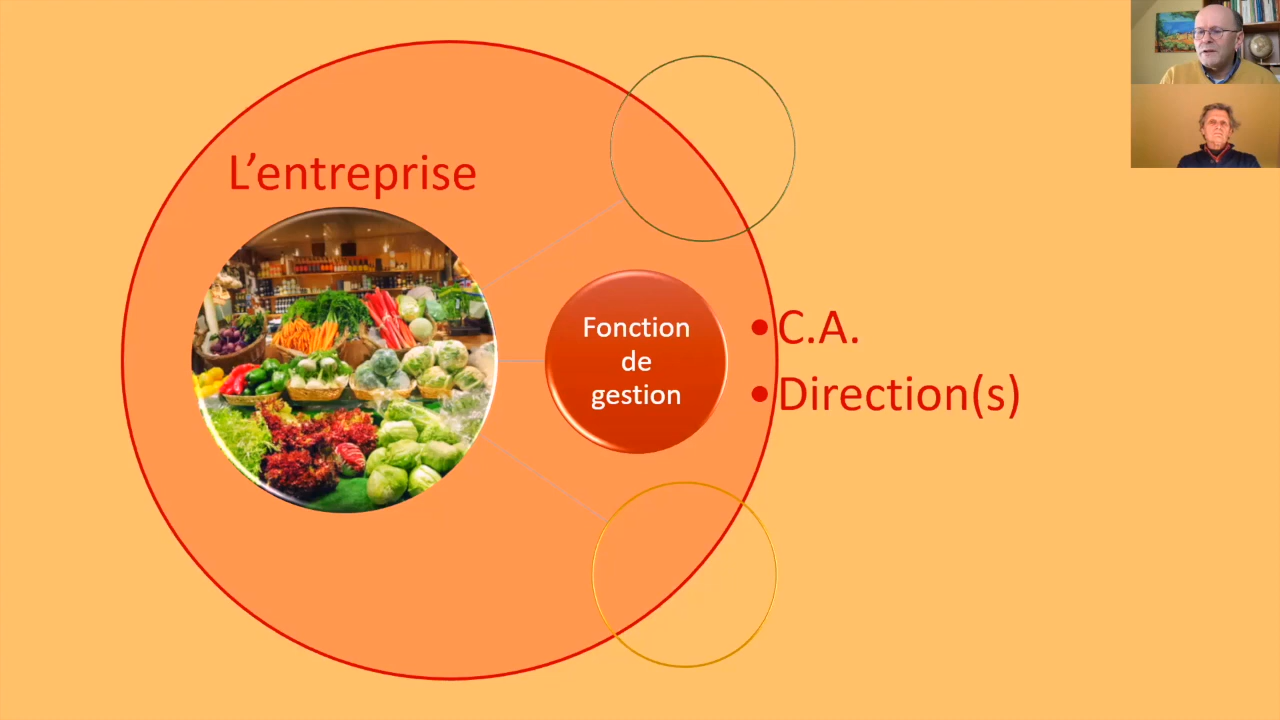 L’entreprise
Fonction
de
gestion
•C.A.
•Direction(s)